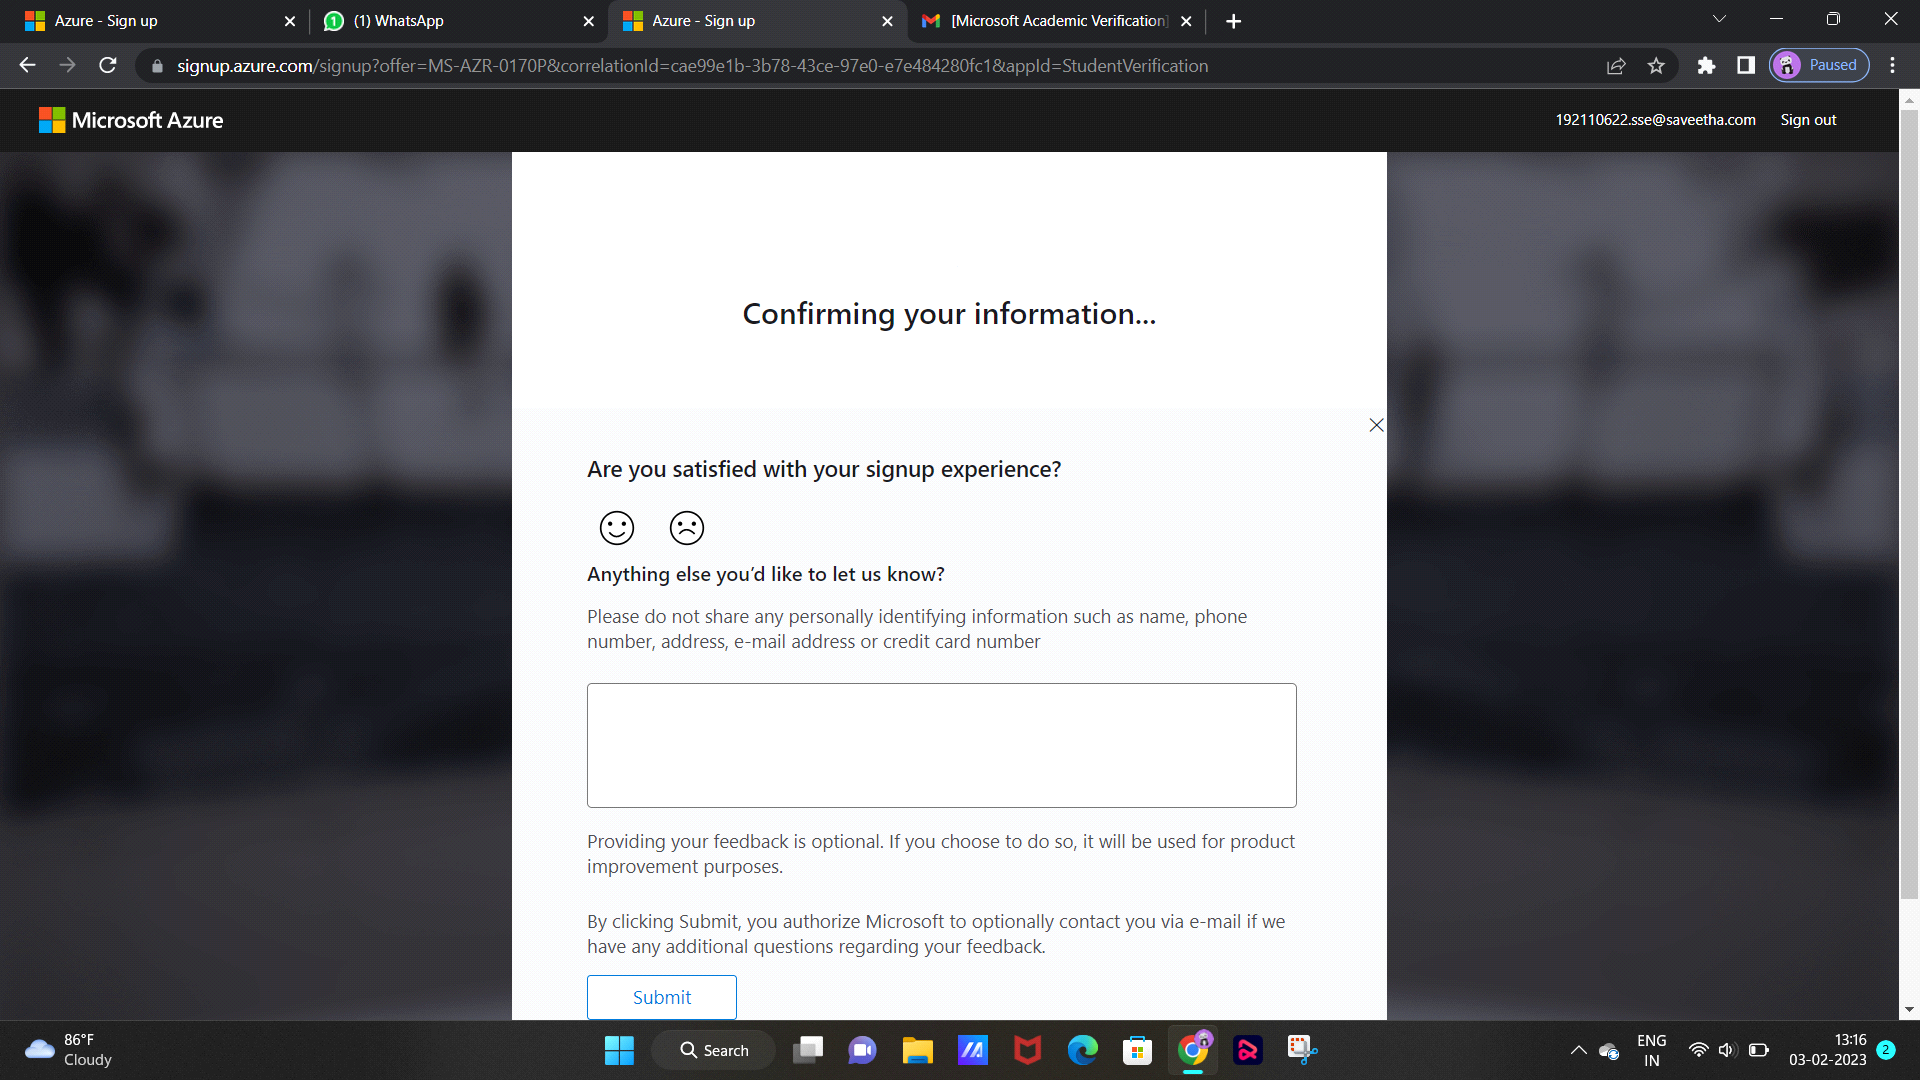 Azure - Sign up
(1) WhatsApp
Azure - Sign up
[Microsoft Academic Verification]
signup.azure.com/signup?offer=MS-AZR-0170P&correlationId=cae99e1b-3b78-43ce-97e0-e7e484280fc1&appId=StudentVerification
Paused
Microsoft Azure
192110622.sse@saveetha.com
Sign out
Confirming your information...
Are you satisfied with your signup experience?
Anything else you’d like to let us know?
Please do not share any personally identifying information such as name, phone
number, address, e-mail address or credit card number
Providing your feedback is optional. If you choose to do so, it will be used for product
improvement purposes.
By clicking Submit, you authorize Microsoft to optionally contact you via e-mail if we
have any additional questions regarding your feedback.
Submit
86°F
Cloudy
Search
ENG
IN
13:16
03-02-2023
2